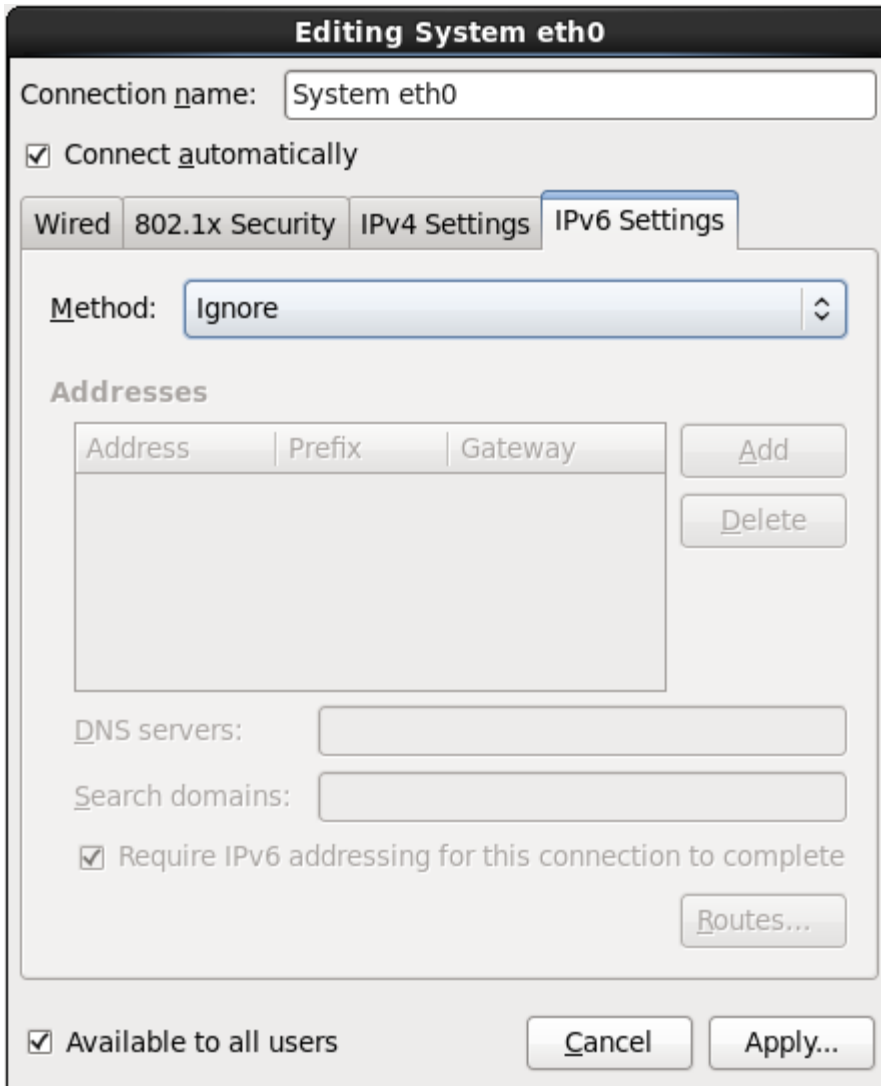 Editing System eth0
Connection name: System eth0
Connect automatically
Wired 802.1x Security IPv4 Settings IPv6 Settings
Method: Ignore
Addresses
Address Prefix Gateway Add
Delete
DNS servers:
Search domains:
Require IPv6 addressing for this connection to complete
Routes...
Available to all users Cancel Apply...